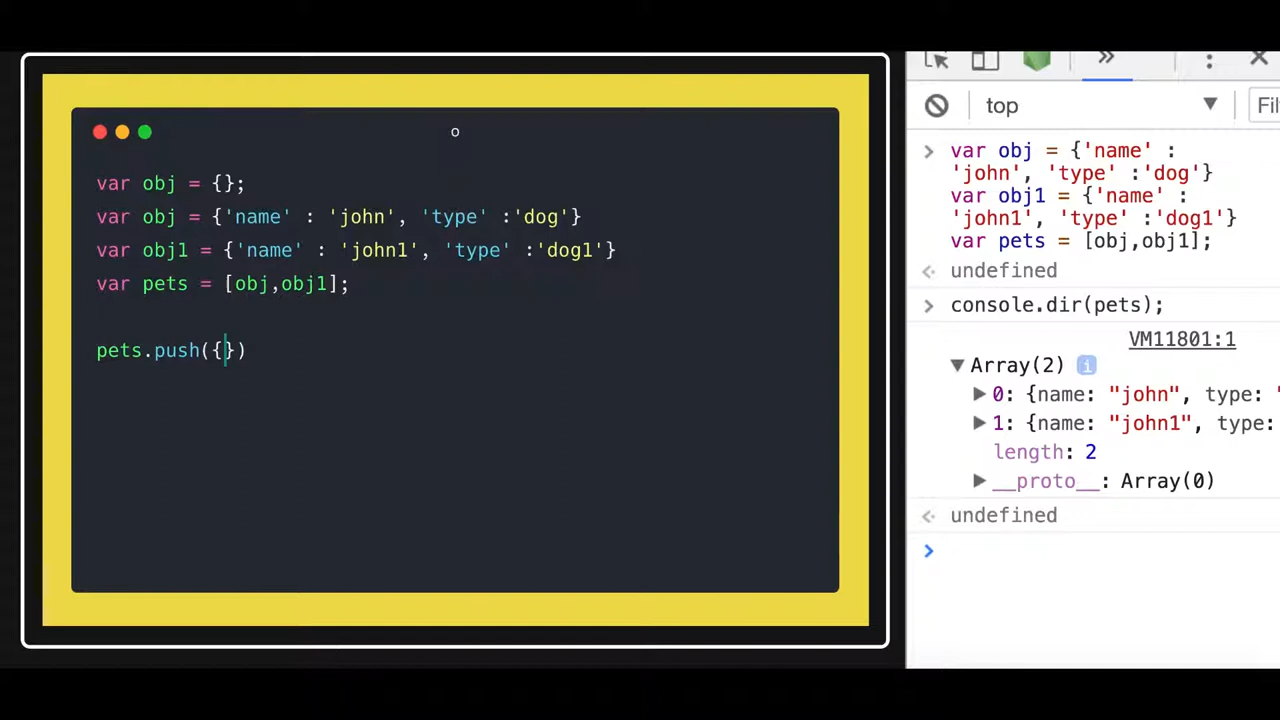 o
var obj = {};
var obj = {'name' : 'john', 'type' :'dog'}
var obj1 = {'name' : 'john1', 'type' :'dog1'}
var pets = [obj,obj1];
pets.push({})
top
Fil
var obj = {'name' :
'john', 'type' :'dog'}
var obj1 = {'name' :
'john1', 'type' :'dog1'}
var pets = [obj,obj1];
undefined
console.dir(pets);
VM11801:1
Array(2) i
0: {name: "john", type: "
1: {name: "john1", type:
length: 2
__proto__: Array(0)
undefined